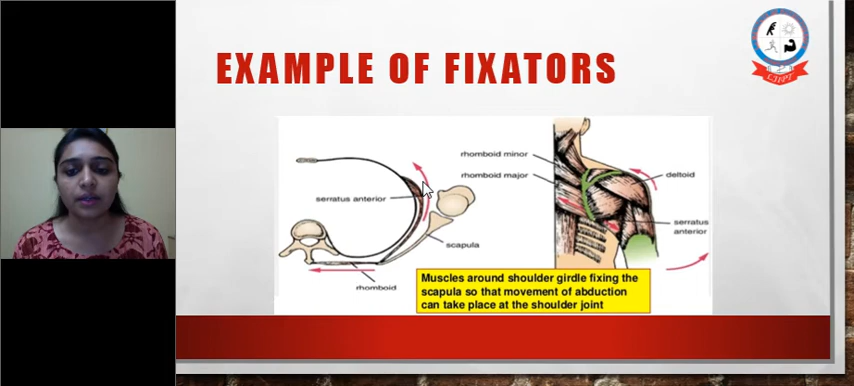 EXAMPLE OF FIXATORS
rhomboid minor
rhomboid major
deltoid
serratus anterior
serratus
anterior
scapula
rhomboid
Muscles around shoulder girdle fixing the
scapula so that movement of abduction
can take place at the shoulder joint